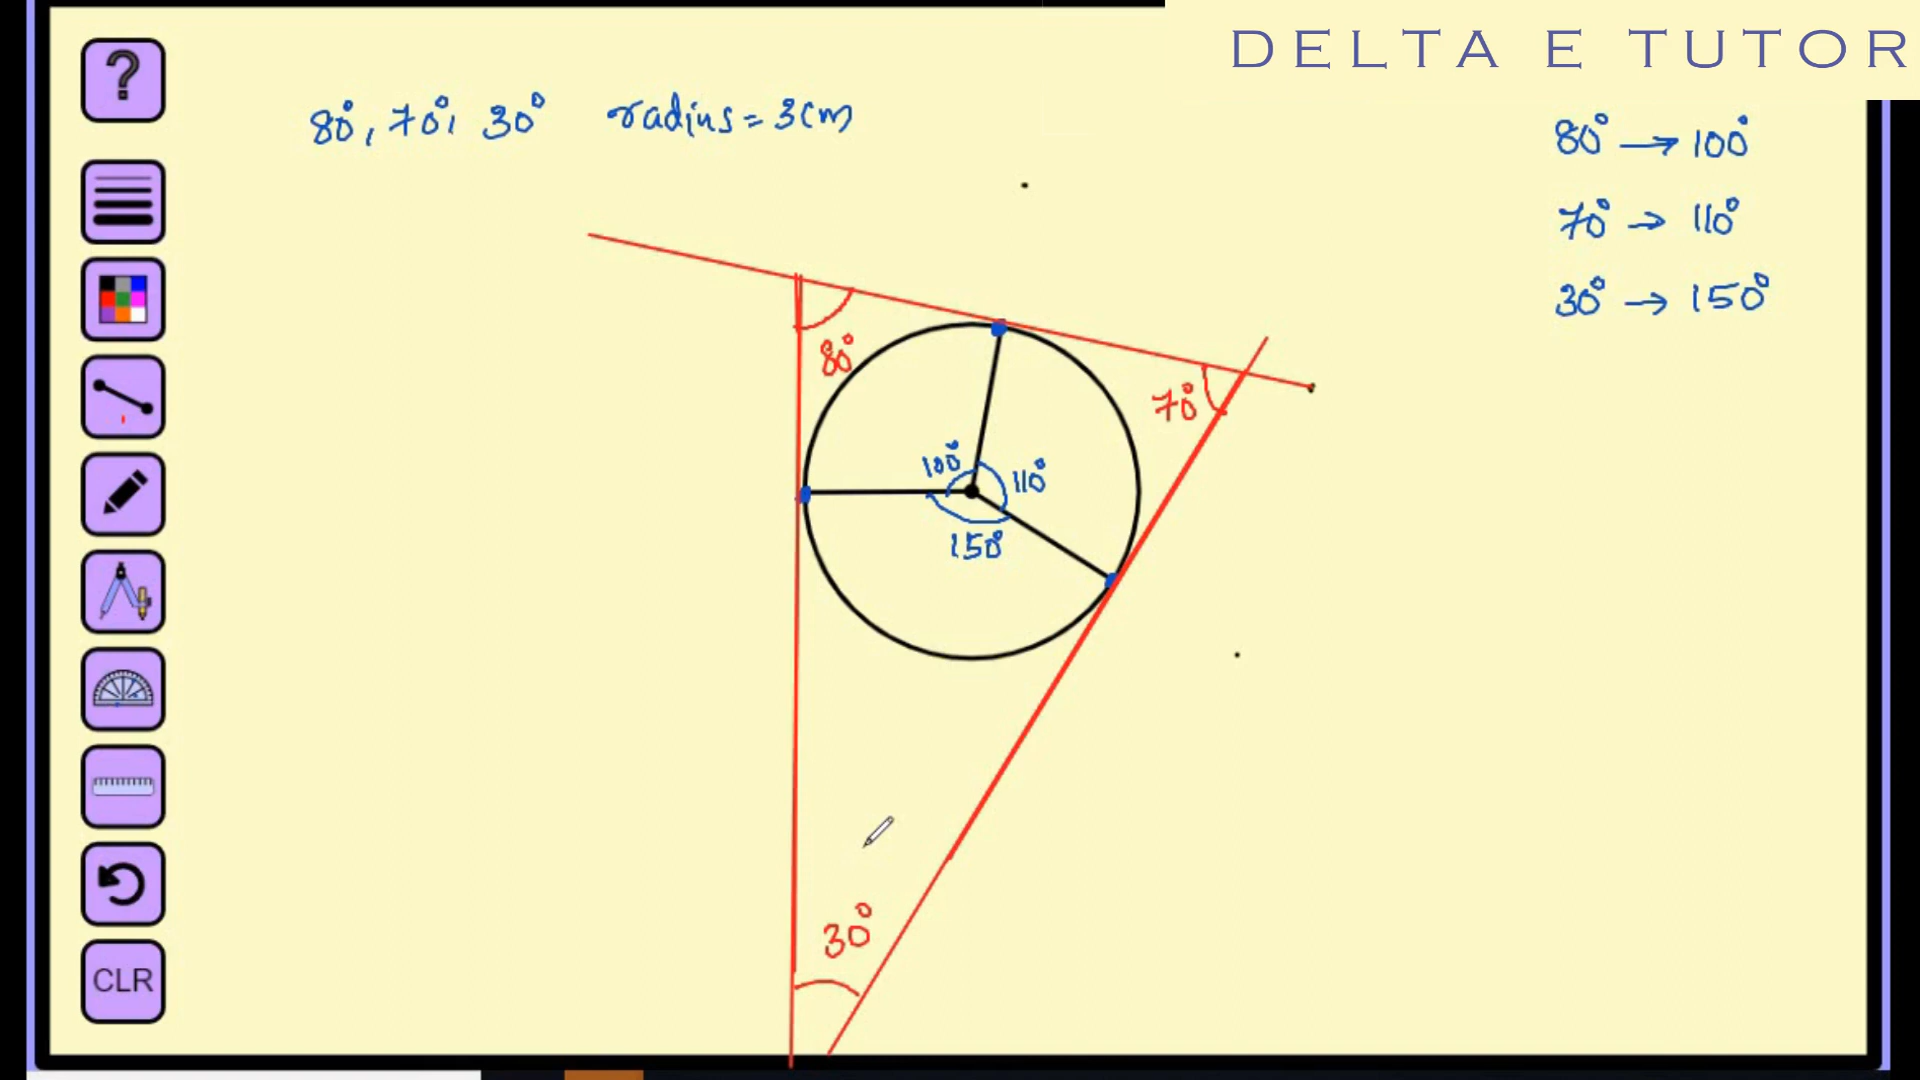 DELTA E TUTOR
80°, 70°, 30° radius = 3cm
80° → 100°
70° → 110°
30° → 150°
80°
70°
100°
110°
150°
30°
?
CLR